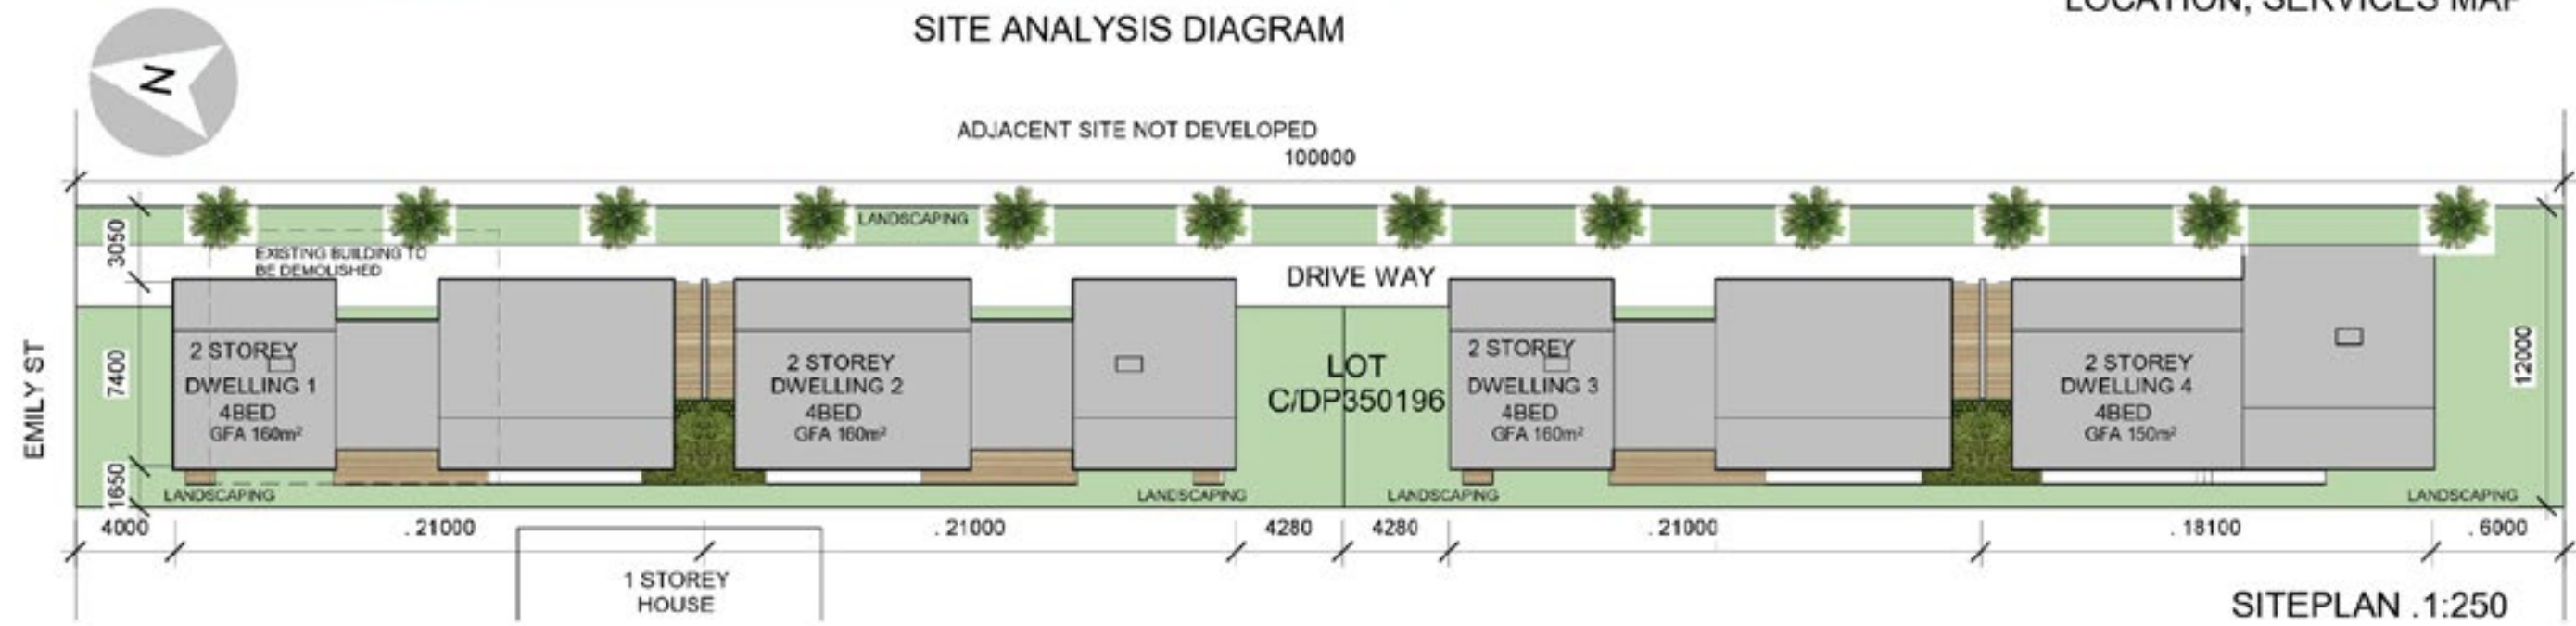 LOCATION, SERVICES MAP
SITE ANALYSIS DIAGRAM
N
ADJACENT SITE NOT DEVELOPED
100000
LANDSCAPING
3050
EXISTING BUILDING TO
BE DEMOLISHED
DRIVE WAY
EMILY ST
7400
1650
2 STOREY
DWELLING 1
4BED
GFA 160m²
2 STOREY
DWELLING 2
4BED
GFA 160m²
LOT
C/DP350196
2 STOREY
DWELLING 3
4BED
GFA 160m²
2 STOREY
DWELLING 4
4BED
GFA 150m²
12000
LANDSCAPING
LANDSCAPING
LANDSCAPING
LANDSCAPING
4000
.21000
.21000
4280
4280
.21000
.18100
.6000
1 STOREY
HOUSE
SITEPLAN .1:250